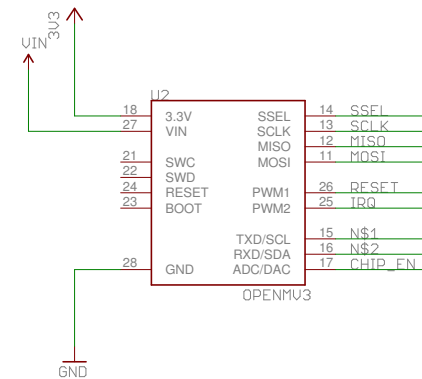 3V3
VIN
U2
18 3.3V SSEL 14 SSEL
27 VIN SCLK 13 SCLK
MISO 12 MISO
21 SWC MOSI 11 MOSI
22 SWD
24 RESET PWM1 26 RESET
23 BOOT PWM2 25 IRQ
TXD/SCL 15 N$1
RXD/SDA 16 N$2
28 GND ADC/DAC 17 CHIP_EN
OPENMV3
GND